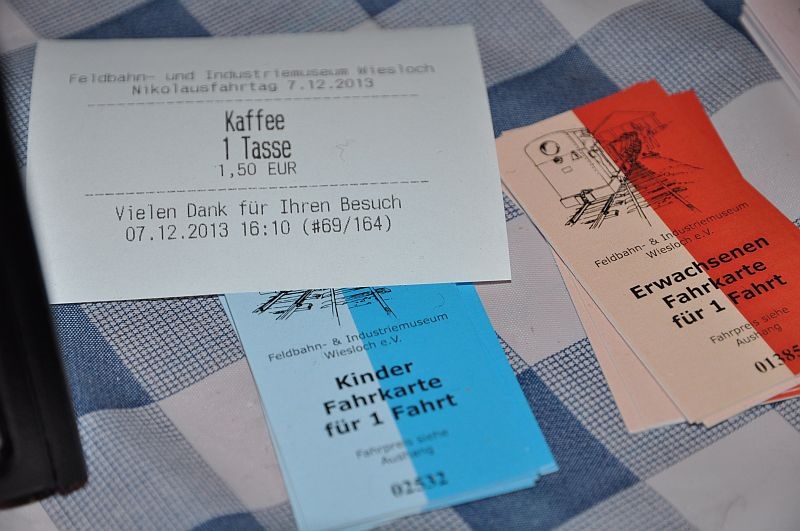 Feldbahn- und Industriemuseum Wiesloch
Nikolausfahrtag 7.12.2013
Kaffee
1 Tasse
1,50 EUR
Vielen Dank für Ihren Besuch
07.12.2013 16:10 (#69/164)
Feldbahn- & Industriemuseum
Wiesloch e.V.
Kinder
Fahrkarte
für 1 Fahrt
Fahrpreis siehe
Aushang
02532
Feldbahn- & Industriemuseum
Wiesloch e.V.
Erwachsenen
Fahrkarte
für 1 Fahrt
Fahrpreis siehe
Aushang
01385